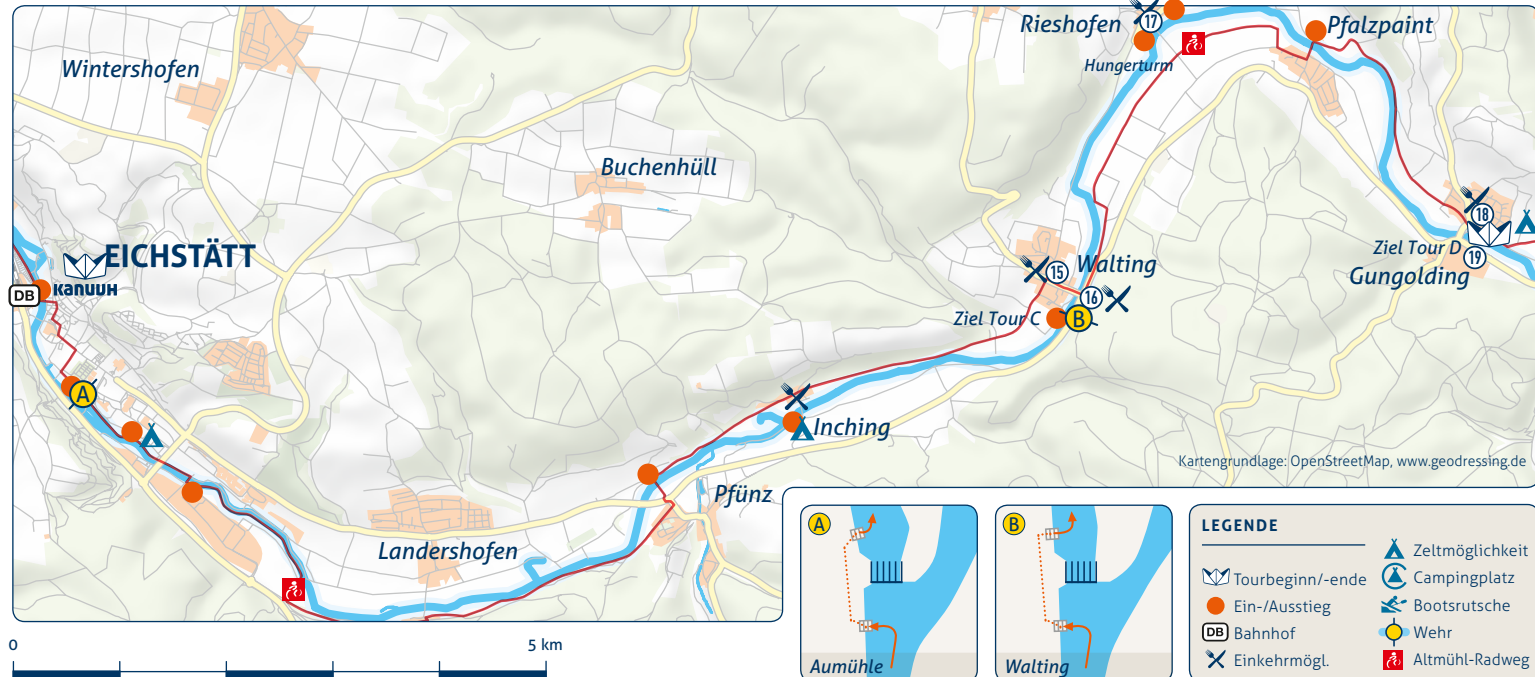 Rieshofen
17
Pfalzpaint
Hungerturm
Wintershofen
Buchenhüll
EICHSTÄTT
KANUUH
DB
18
Ziel Tour D
19
Gungolding
15
Walting
16
Ziel Tour C
B
A
Inching
Pfünz
Landershofen
Kartengrundlage: OpenStreetMap, www.geodressing.de
0
5 km
A
Aumühle
B
Walting
LEGENDE
Tourbeginn/-ende
Ein-/Ausstieg
DB Bahnhof
Einkehrmögl.
Zeltmöglichkeit
Campingplatz
Bootsrutsche
Wehr
Altmühl-Radweg